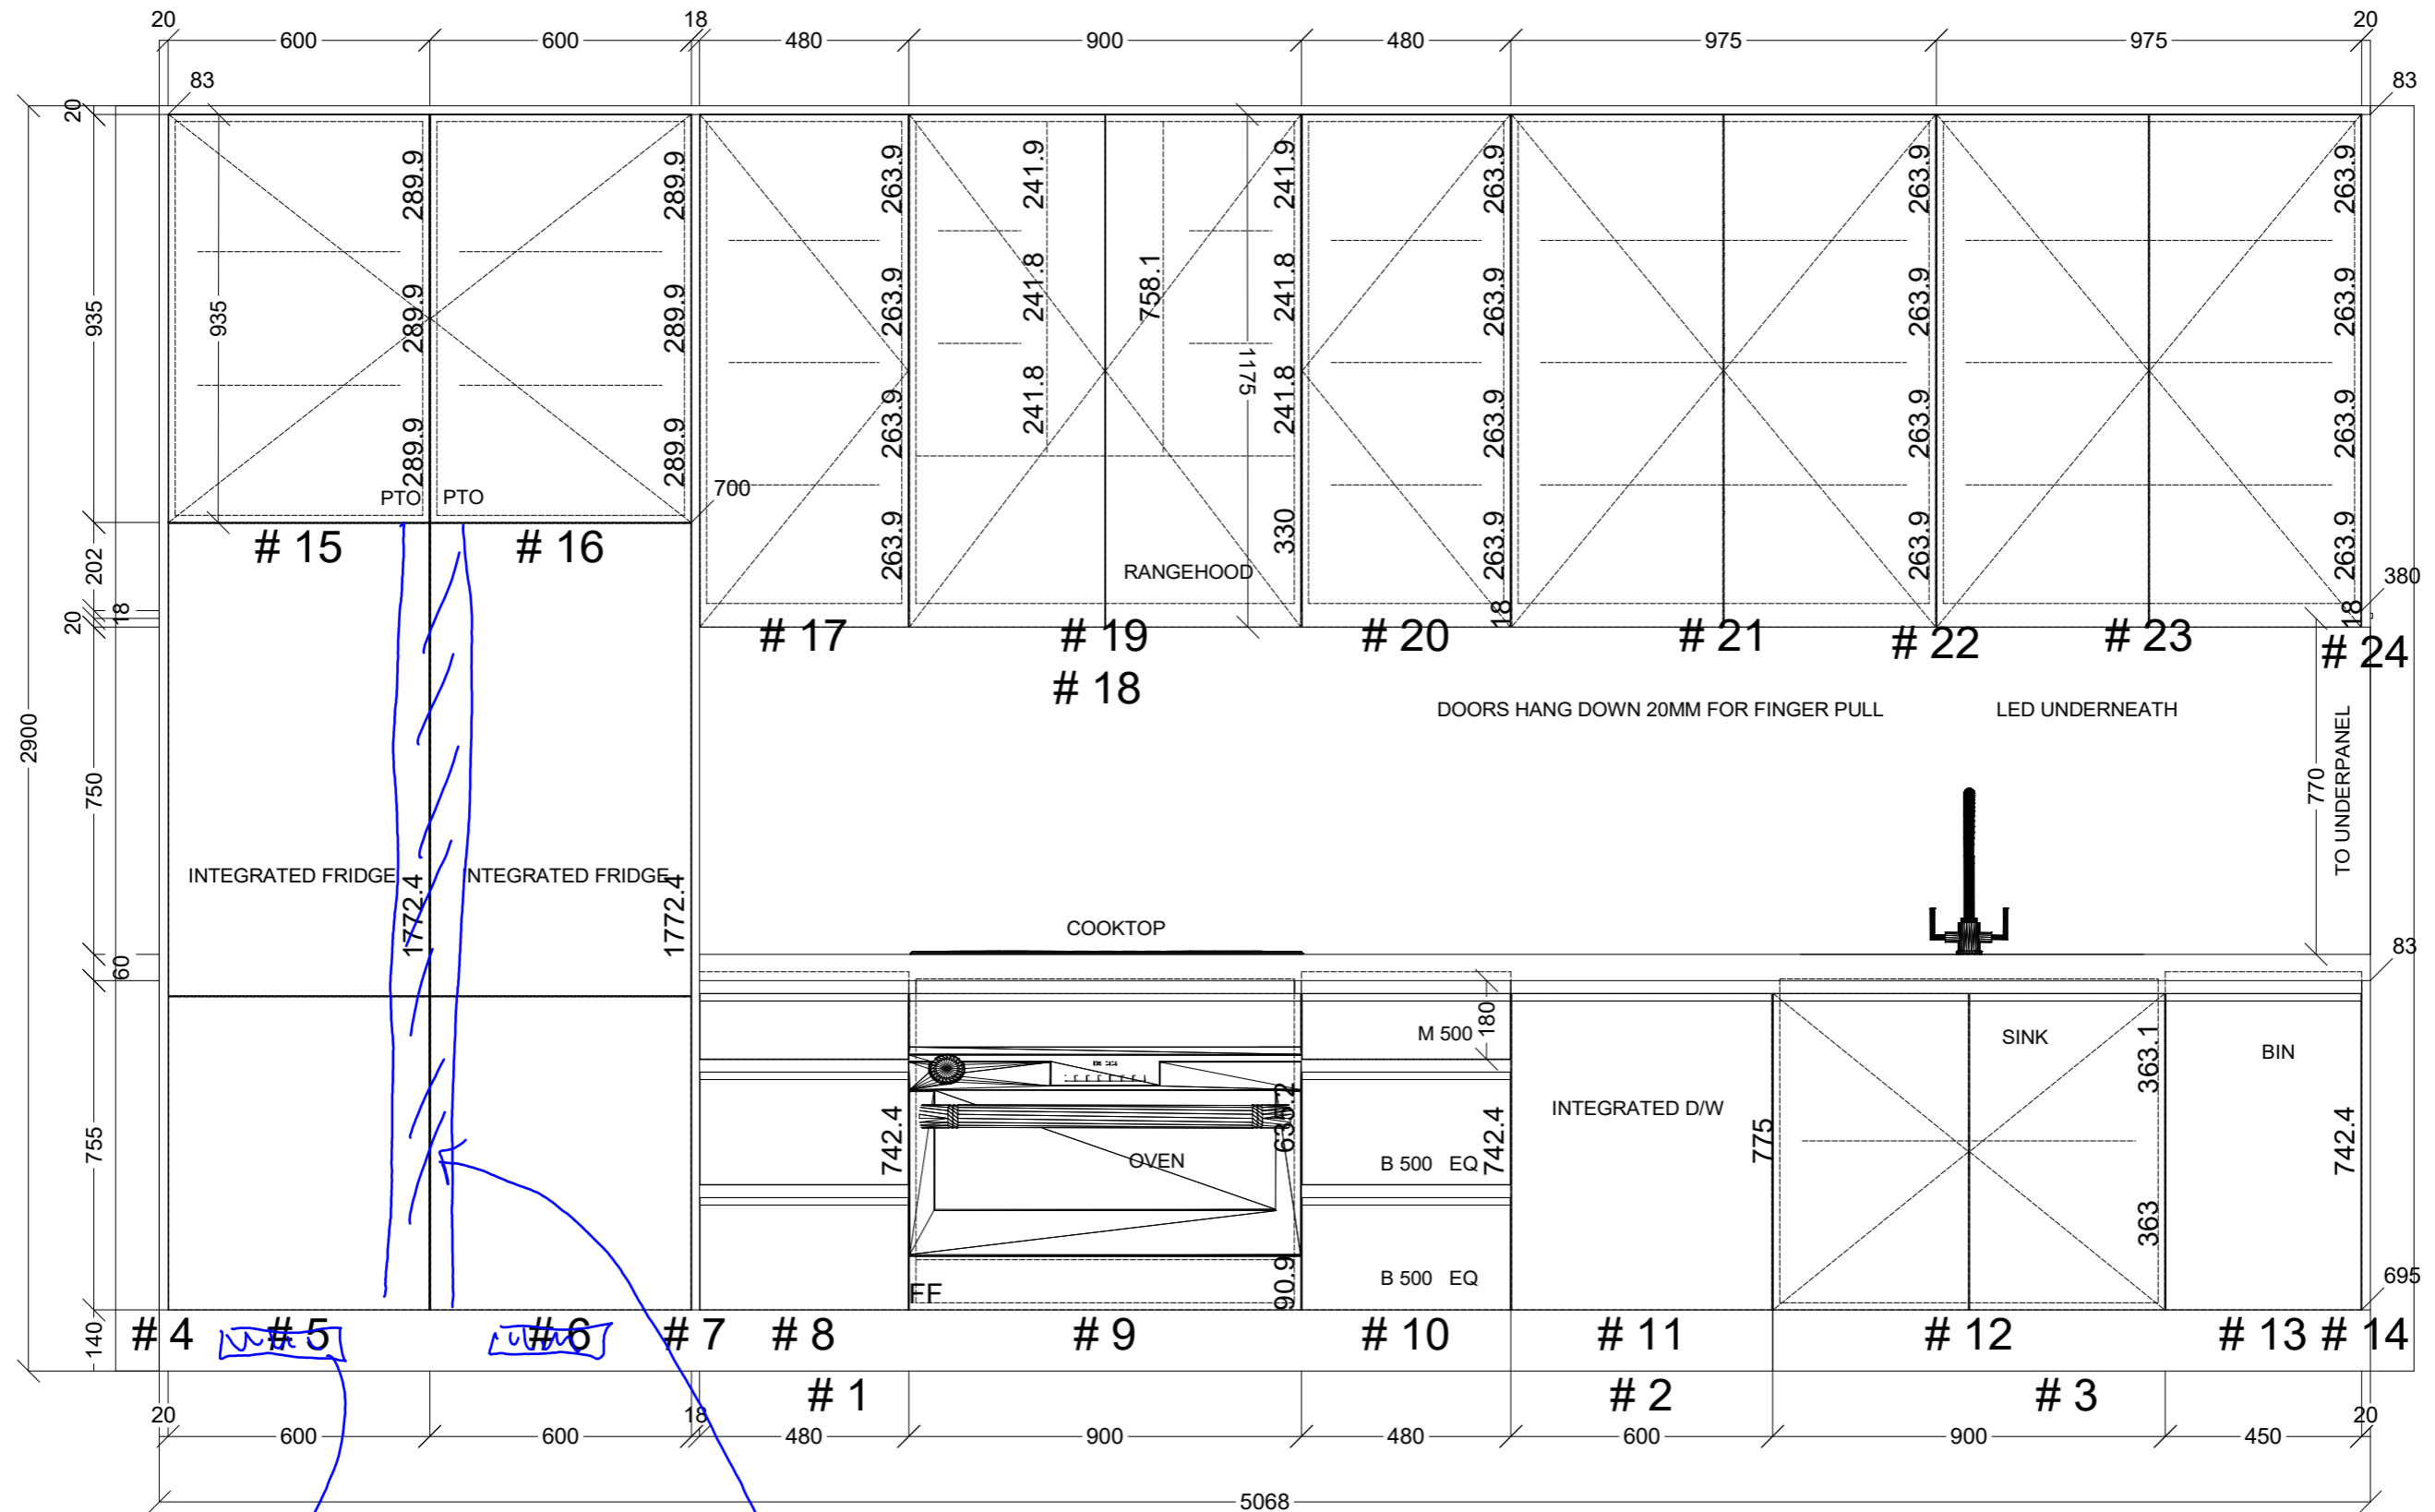 20 600 600 18 480 900 480 975 975 20
83 83
20
289.9 289.9 263.9 241.9 241.9 263.9 263.9 263.9
935 935 289.9 289.9 263.9 241.8 758.1 241.8 263.9 263.9 263.9
1175
289.9 289.9 263.9 241.8 241.8 263.9 263.9 263.9
PTO PTO 700
263.9 330 263.9 263.9 263.9
# 15 # 16
202 RANGEHOOD 380
18 18 18
20 # 17 # 19 # 20 # 21 # 22 # 23 # 24
# 18
DOORS HANG DOWN 20MM FOR FINGER PULL LED UNDERNEATH
2900
750 770 TO UNDERPANEL
INTEGRATED FRIDGE NTEGRATED FRIDGE
1772.4 1772.4
COOKTOP
60 83
M 500 180 SINK 363.1 BIN
755 742.4 635.2 742.4 INTEGRATED D/W 775 742.4
OVEN B 500 EQ
363
FF 90.9 B 500 EQ 695
140 # 4 # 5 # 6 # 7 # 8 # 9 # 10 # 11 # 12 # 13 # 14
# 1 # 2 # 3
20 600 600 18 480 900 480 600 900 450 20
5068